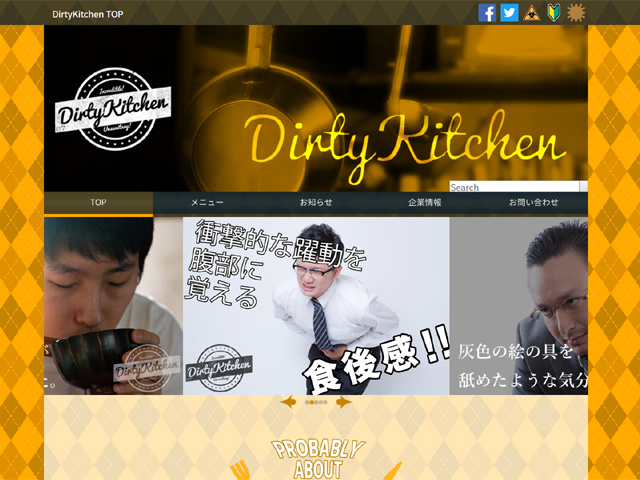 DirtyKitchen TOP
Incredible!
DirtyKitchen
Unsanitary!
DirtyKitchen
Search
TOP
メニュー
お知らせ
企業情報
お問い合わせ
衝撃的な躍動を
腹部に
覚える
食後感!!
DirtyKitchen
DirtyKitchen
灰色の絵の具を
舐めたような気分
PROBABLY
ABOUT